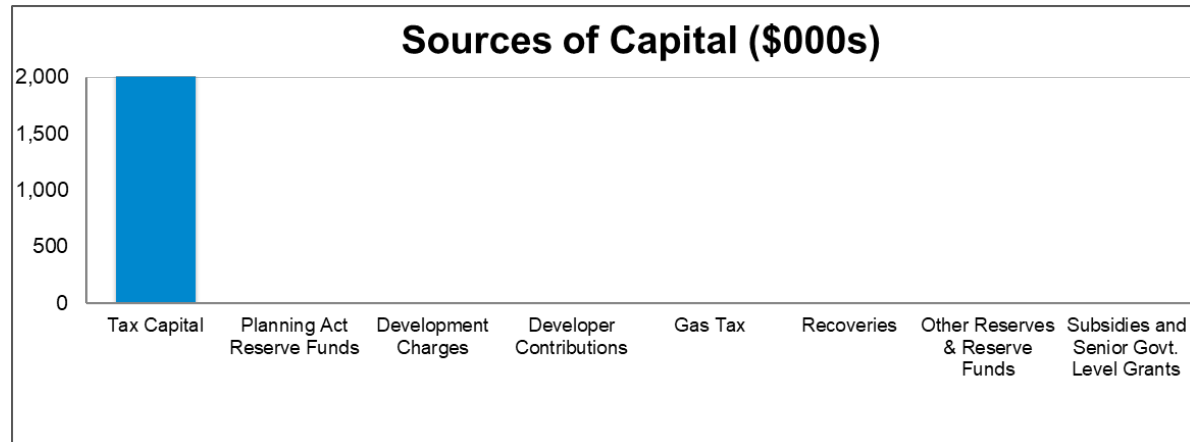 Sources of Capital ($000s)
2,000
1,500
1,000
500
0
Tax Capital
Planning Act
Reserve Funds
Development
Charges
Developer
Contributions
Gas Tax
Recoveries
Other Reserves
& Reserve
Funds
Subsidies and
Senior Govt.
Level Grants